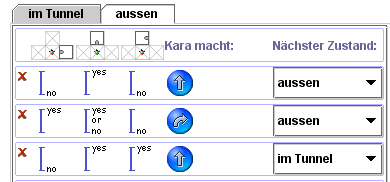 im Tunnel aussen
Kara macht: Nächster Zustand:
no yes no aussen
yes yes or no no aussen
no yes yes im Tunnel